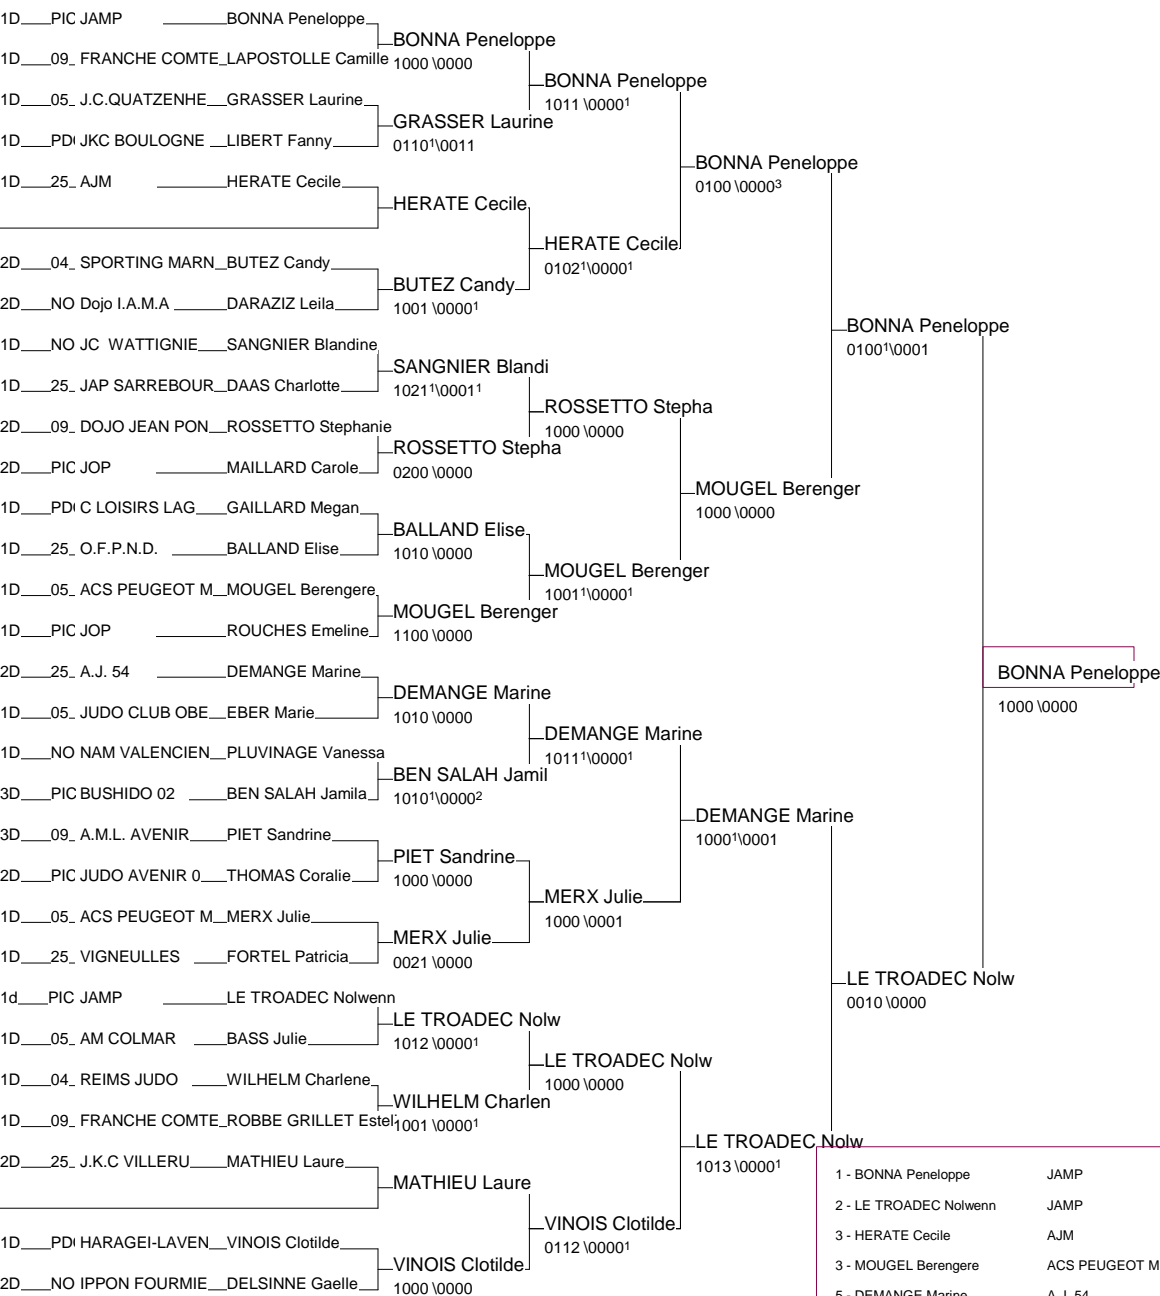 1D PIC JAMP BONNA Peneloppe
1D 09 FRANCHE COMTE LAPOSTOLLE Camille
1D 05 J.C.QUATZENHE GRASSER Laurine
1D PD JKC BOULOGNE LIBERT Fanny
1D 25 AJM HERATE Cecile
2D 04 SPORTING MARN BUTEZ Candy
2D NO Dojo I.A.M.A DARAZIZ Leila
1D NO JC WATTIGNIE SANGNIER Blandine
1D 25 JAP SARREBOUR DAAS Charlotte
2D 09 DOJO JEAN PON ROSSETTO Stephanie
2D PIC JOP MAILLARD Carole
1D PD C LOISIRS LAG GAILLARD Megan
1D 25 O.F.P.N.D. BALLAND Elise
1D 05 ACS PEUGEOT M MOUGEL Berengere
1D PIC JOP ROUCHES Emeline
2D 25 A.J. 54 DEMANGE Marine
1D 05 JUDO CLUB OBE EBER Marie
1D NO NAM VALENCIEN PLUVINAGE Vanessa
3D PIC BUSHIDO 02 BEN SALAH Jamila
3D 09 A.M.L. AVENIR PIET Sandrine
2D PIC JUDO AVENIR 0 THOMAS Coralie
1D 05 ACS PEUGEOT M MERX Julie
1D 25 VIGNEULLES FORTEL Patricia
1d PIC JAMP LE TROADEC Nolwenn
1D 05 AM COLMAR BASS Julie
1D 04 REIMS JUDO WILHELM Charlene
1D 09 FRANCHE COMTE ROBBE GRILLET Estel
2D 25 J.K.C VILLERU MATHIEU Laure
1D PD HARAGEI-LAVEN VINOIS Clotilde
2D NO IPPON FOURMIE DELSINNE Gaelle
BONNA Peneloppe
1000 \0000
GRASSER Laurine
0110¹\0011
HERATE Cecile
BUTEZ Candy
1001 \0000¹
SANGNIER Blandi
1021¹\0001¹
ROSSETTO Stepha
0200 \0000
BALLAND Elise
1010 \0000
MOUGEL Berenger
1100 \0000
DEMANGE Marine
1010 \0000
BEN SALAH Jamil
1010¹\0000²
PIET Sandrine
1000 \0000
MERX Julie
0021 \0000
LE TROADEC Nolw
1012 \0000¹
WILHELM Charlen
1001 \0000¹
MATHIEU Laure
VINOIS Clotilde
1000 \0000
BONNA Peneloppe
1011 \0000¹
HERATE Cecile
0102¹\0000¹
ROSSETTO Stepha
1000 \0000
MOUGEL Berenger
1001¹\0000¹
DEMANGE Marine
1011¹\0000¹
MERX Julie
1000 \0001
LE TROADEC Nolw
1000 \0000
VINOIS Clotilde
0112 \0000¹
BONNA Peneloppe
0100 \0000³
MOUGEL Berenger
1000 \0000
DEMANGE Marine
1000¹\0001
LE TROADEC Nolw
1013 \0000¹
BONNA Peneloppe
0100¹\0001
LE TROADEC Nolw
0010 \0000
BONNA Peneloppe
1000 \0000
1 - BONNA Peneloppe JAMP
2 - LE TROADEC Nolwenn JAMP
3 - HERATE Cecile AJM
3 - MOUGEL Berengere ACS PEUGEOT M
5 - DEMANGE Marine A.J. 54